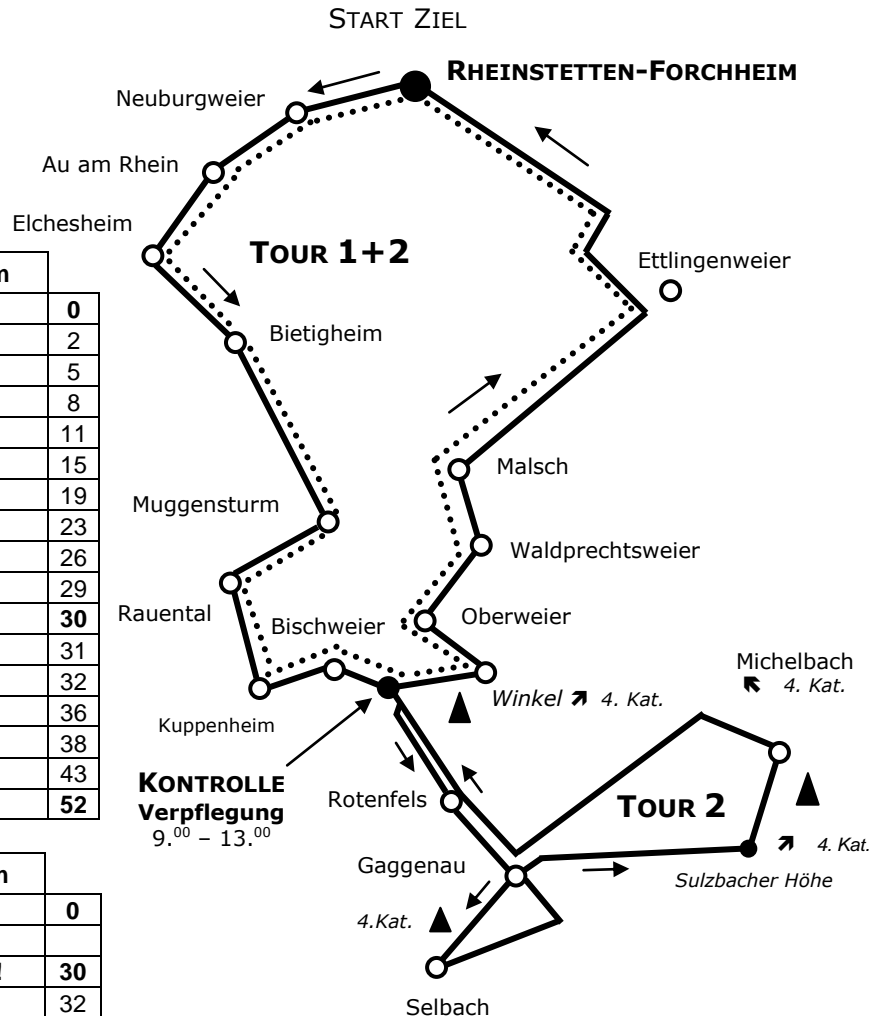 START ZIEL
RHEINSTETTEN-FORCHHEIM
Neuburgweier
Au am Rhein
Elchesheim
TOUR 1+2
Ettlingenweier
Bietigheim
Malsch
Muggensturm
Waldprechtsweier
Rauental
Bischweier
Oberweier
Michelbach
4. Kat.
Winkel 4. Kat.
Kuppenheim
KONTROLLE
Verpflegung
9.00 – 13.00
Rotenfels
TOUR 2
Gaggenau
4. Kat.
Sulzbacher Höhe
4.Kat.
Selbach
m
0
2
5
8
11
15
19
23
26
29
30
31
32
36
38
43
52
m
0
! 30
32